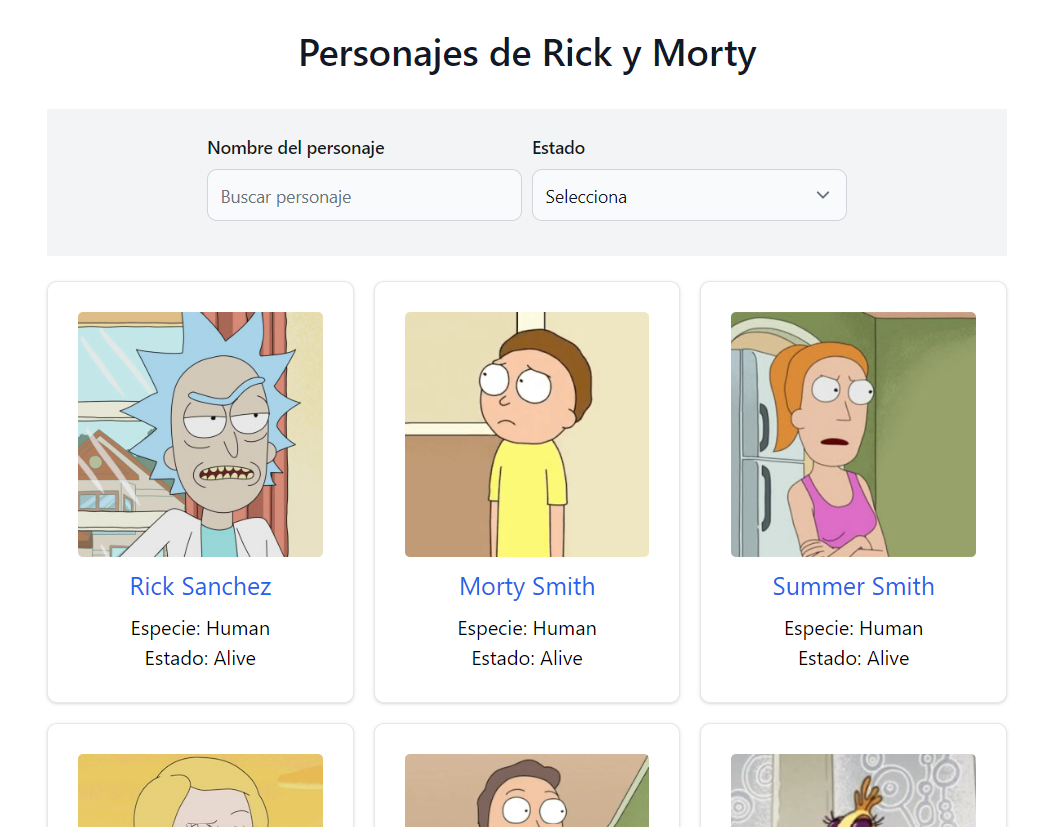 Personajes de Rick y Morty
Nombre del personaje
Estado
Buscar personaje
Selecciona
Rick Sanchez
Especie: Human
Estado: Alive
Morty Smith
Especie: Human
Estado: Alive
Summer Smith
Especie: Human
Estado: Alive